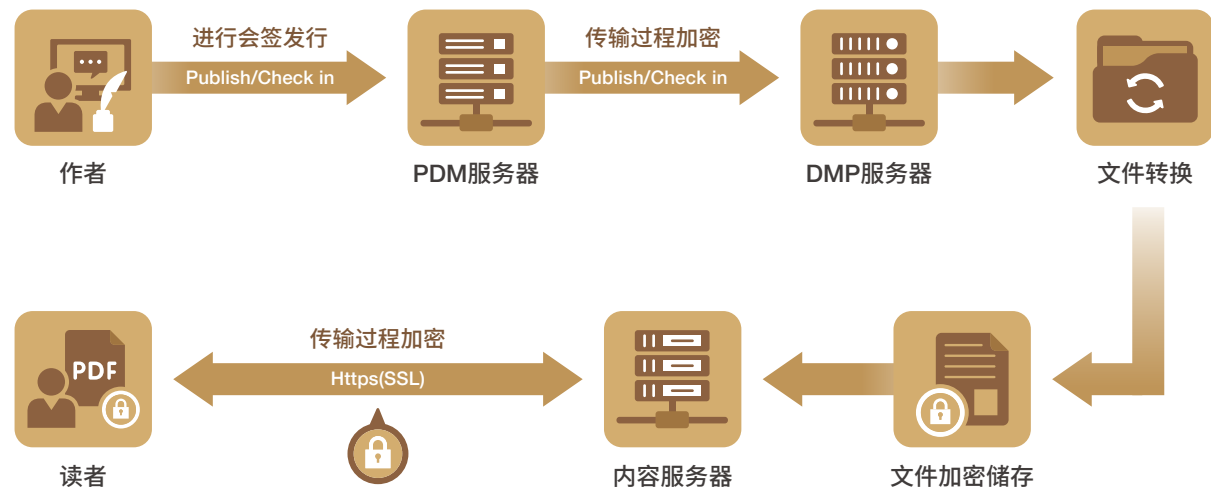 进行会签发行
Publish/Check in
传输过程加密
Publish/Check in
作者
PDM服务器
DMP服务器
文件转换
传输过程加密
Https(SSL)
PDF
读者
内容服务器
文件加密储存